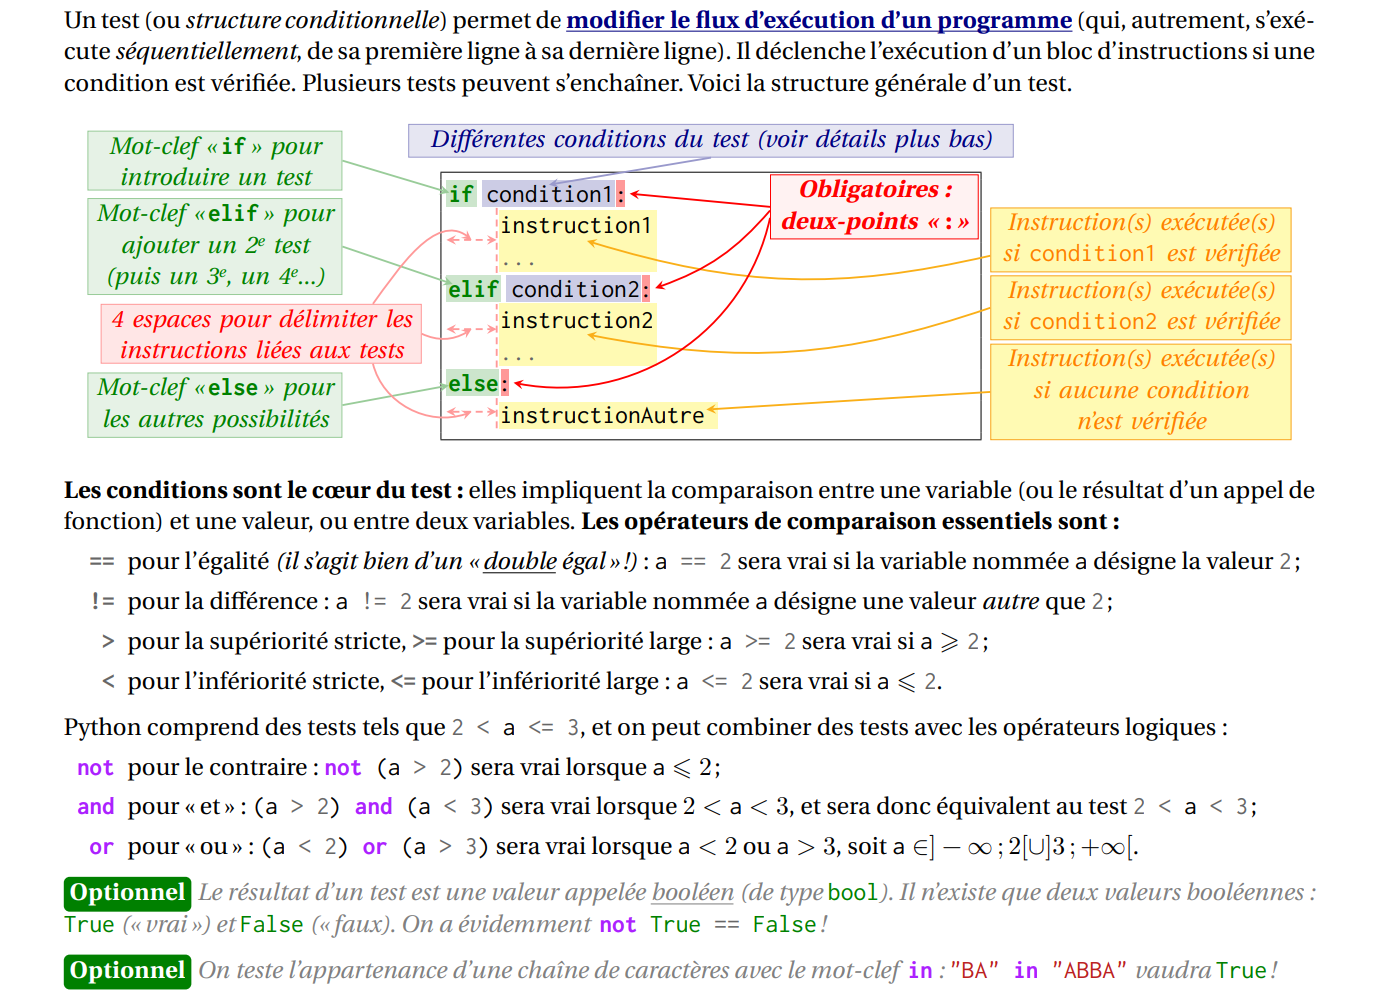 Un test (ou structure conditionnelle) permet de modifier le flux d’exécution d’un programme (qui, autrement, s’exé-
cute séquentiellement, de sa première ligne à sa dernière ligne). Il déclenche l’exécution d’un bloc d’instructions si une
condition est vérifiée. Plusieurs tests peuvent s’enchaîner. Voici la structure générale d’un test.
Différentes conditions du test (voir détails plus bas)
Mot-clef « if » pour
introduire un test
Mot-clef « elif » pour
ajouter un 2e test
(puis un 3e, un 4e...)
4 espaces pour délimiter les
instructions liées aux tests
Mot-clef « else » pour
les autres possibilités
if condition1:
instruction1
...
elif condition2:
instruction2
...
else:
instructionAutre
Obligatoires :
deux-points « : »
Instruction(s) exécutée(s)
si condition1 est vérifiée
Instruction(s) exécutée(s)
si condition2 est vérifiée
Instruction(s) exécutée(s)
si aucune condition
n’est vérifiée
Les conditions sont le cœur du test : elles impliquent la comparaison entre une variable (ou le résultat d’un appel de
fonction) et une valeur, ou entre deux variables. Les opérateurs de comparaison essentiels sont :
== pour l’égalité (il s’agit bien d’un « double égal » !) : a == 2 sera vrai si la variable nommée a désigne la valeur 2 ;
!= pour la différence : a != 2 sera vrai si la variable nommée a désigne une valeur autre que 2 ;
> pour la supériorité stricte, >= pour la supériorité large : a >= 2 sera vrai si a ⩾ 2 ;
< pour l’infériorité stricte, <= pour l’infériorité large : a <= 2 sera vrai si a ⩽ 2.
Python comprend des tests tels que 2 < a <= 3, et on peut combiner des tests avec les opérateurs logiques :
not pour le contraire : not (a > 2) sera vrai lorsque a ⩽ 2 ;
and pour « et » : (a > 2) and (a < 3) sera vrai lorsque 2 < a < 3, et sera donc équivalent au test 2 < a < 3 ;
or pour « ou » : (a < 2) or (a > 3) sera vrai lorsque a < 2 ou a > 3, soit a ∈] − ∞ ; 2[∪]3 ; +∞[.
Optionnel Le résultat d’un test est une valeur appelée booléen (de type bool). Il n’existe que deux valeurs booléennes :
True (« vrai ») et False (« faux). On a évidemment not True == False !
Optionnel On teste l’appartenance d’une chaîne de caractères avec le mot-clef in : "BA" in "ABBA" vaudra True !